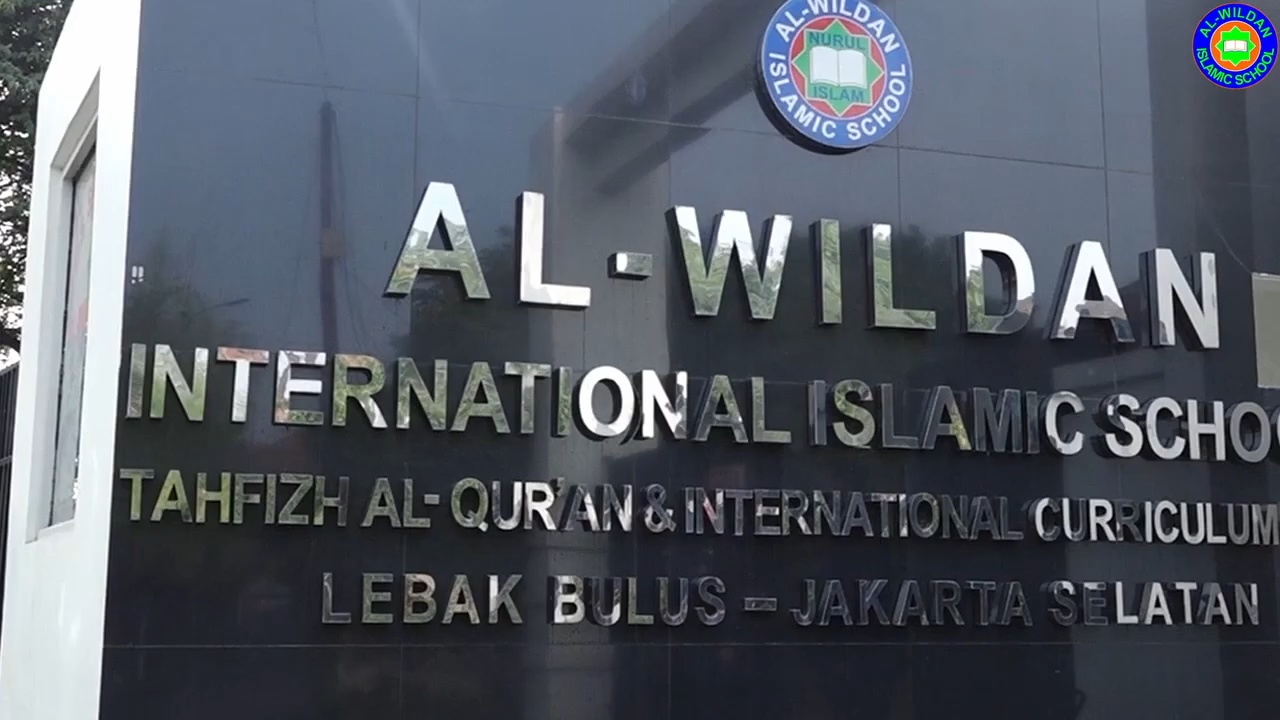 AL-WILDAN
NURUL
ISLAM
ISLAMIC SCHOOL
AL-WILDAN
ISLAMIC SCHOOL
AL-WILDAN
INTERNATIONAL ISLAMIC SCHOO
TAHFIZH AL-QUR'AN & INTERNATIONAL CURRICULUM
LEBAK BULUS – JAKARTA SELATAN